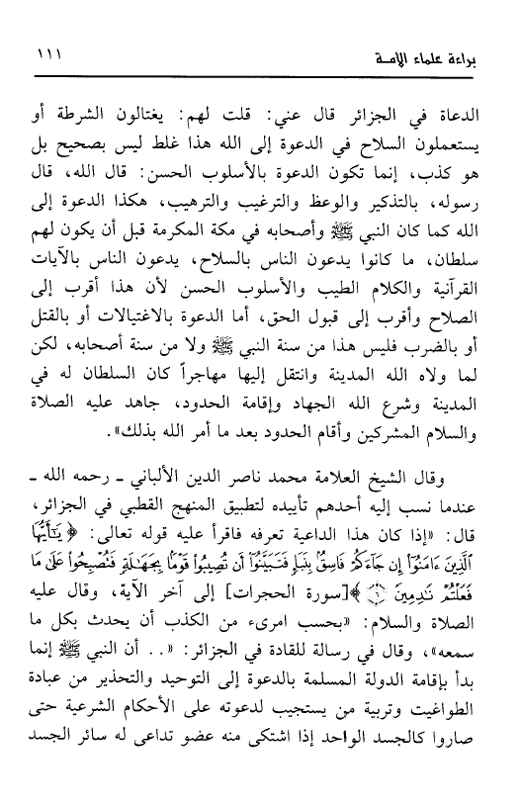 براءة علماء الأمـة
١١١
الدعاة في الجزائر قال عني: قلت لهم: يغتالون الشرطة أو
يستعملون السلاح في الدعوة إلى الله هذا غلط ليس بصحيح بل
هو كذب، إنما تكون الدعوة بالأسلوب الحسن: قال الله، قال
رسوله، بالتذكير والوعظ والترغيب والترهيب، هكذا الدعوة إلى
الله كما كان النبي ﷺ وأصحابه في مكة المكرمة قبل أن يكون لهم
سلطان، ما كانوا يدعون الناس بالسلاح، يدعون الناس بالآيات
القرآنية والكلام الطيب والأسلوب الحسن لأن هذا أقرب إلى
الصلاح وأقرب إلى قبول الحق، أما الدعوة بالاغتيالات أو بالقتل
أو بالضرب فليس هذا من سنة النبي ﷺ ولا من سنة أصحابه، لكن
لما ولاه الله المدينة وانتقل إليها مهاجراً كان السلطان له في
المدينة وشرع الله الجهاد وإقامة الحدود، جاهد عليه الصلاة
والسلام المشركين وأقام الحدود بعد ما أمر الله بذلك».
وقال الشيخ العلامة محمد ناصر الدين الألباني ـ رحمه الله ـ
عندما نسب إليه أحدهم تأييده لتطبيق المنهج القطبي في الجزائر،
قال: «إذا كان هذا الداعية تعرفه فاقرأ عليه قوله تعالى: ﴿يَٰٓأَيُّهَا
ٱلَّذِينَ ءَامَنُوٓا۟ إِن جَآءَكُمْ فَاسِقٌۢ بِنَبَإٍ فَتَبَيَّنُوٓا۟ أَن تُصِيبُوا۟ قَوْمًۢا بِجَهَٰلَةٍ فَتُصْبِحُوا۟ عَلَىٰ مَا
فَعَلْتُمْ نَٰدِمِينَ ٦﴾[سورة الحجرات] إلى آخر الآية، وقال عليه
الصلاة والسلام: «بحسب امرىء من الكذب أن يحدث بكل ما
سمعه»، وقال في رسالة للقادة في الجزائر: «.. أن النبي ﷺ إنما
بدأ بإقامة الدولة المسلمة بالدعوة إلى التوحيد والتحذير من عبادة
الطواغيت وتربية من يستجيب لدعوته على الأحكام الشرعية حتى
صاروا كالجسد الواحد إذا اشتكى منه عضو تداعى له سائر الجسد